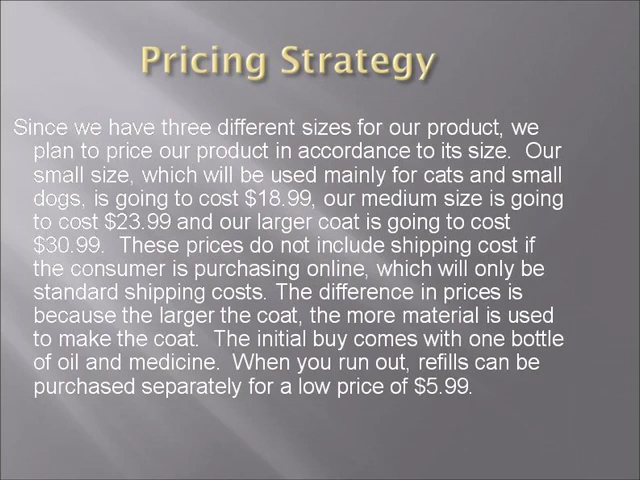 Pricing Strategy
Since we have three different sizes for our product, we
plan to price our product in accordance to its size.  Our
small size, which will be used mainly for cats and small
dogs, is going to cost $18.99, our medium size is going
to cost $23.99 and our larger coat is going to cost
$30.99.  These prices do not include shipping cost if
the consumer is purchasing online, which will only be
standard shipping costs. The difference in prices is
because the larger the coat, the more material is used
to make the coat.  The initial buy comes with one bottle
of oil and medicine.  When you run out, refills can be
purchased separately for a low price of $5.99.